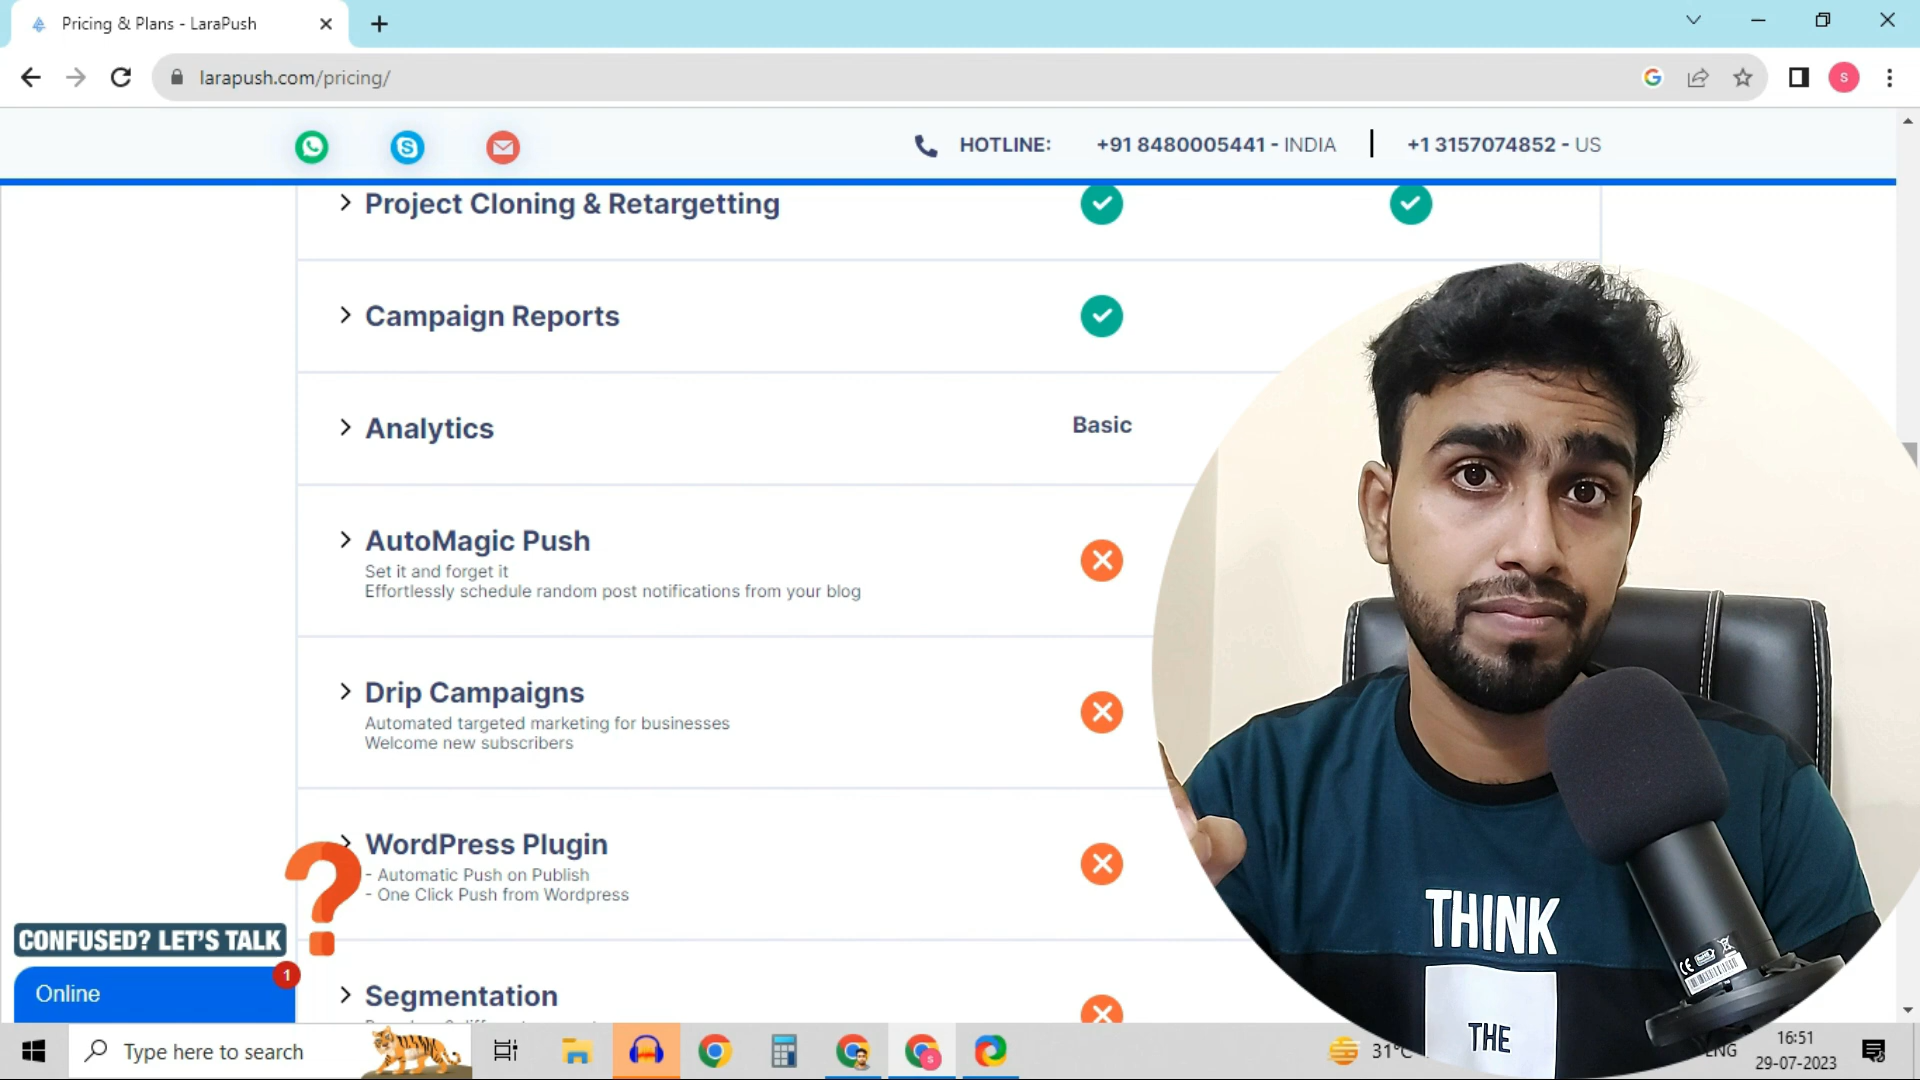 Pricing & Plans - LaraPush
larapush.com/pricing/
S
HOTLINE: +91 8480005441 - INDIA | +1 3157074852 - US
Project Cloning & Retargetting
Campaign Reports
Analytics Basic
AutoMagic Push
Set it and forget it
Effortlessly schedule random post notifications from your blog
Drip Campaigns
Automated targeted marketing for businesses
Welcome new subscribers
WordPress Plugin
- Automatic Push on Publish
- One Click Push from Wordpress
CONFUSED? LET'S TALK
?
1
Online
Segmentation
THINK
THE
Type here to search
31°C
ENG
16:51
29-07-2023